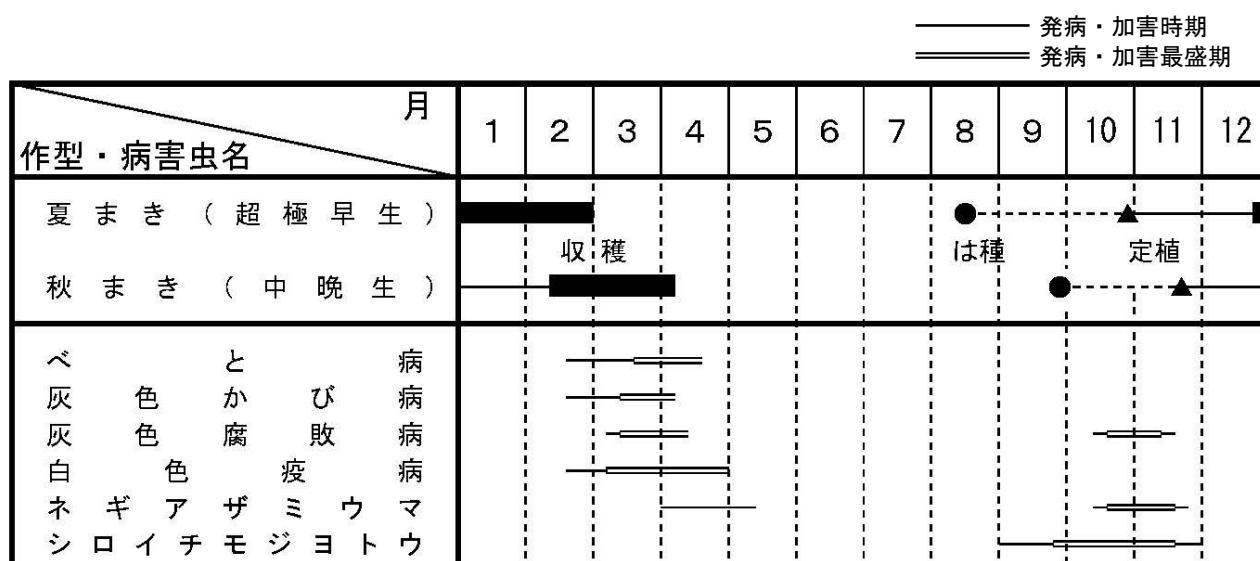 発病・加害時期
発病・加害最盛期
月
作型・病害虫名
1 2 3 4 5 6 7 8 9 10 11 12
夏まき（超極早生）
収穫 は種 定植
秋まき（中晩生）
べと病
灰色かび病
灰色腐敗病
白色疫病
ネギアザミウマ
シロイチモジヨトウ